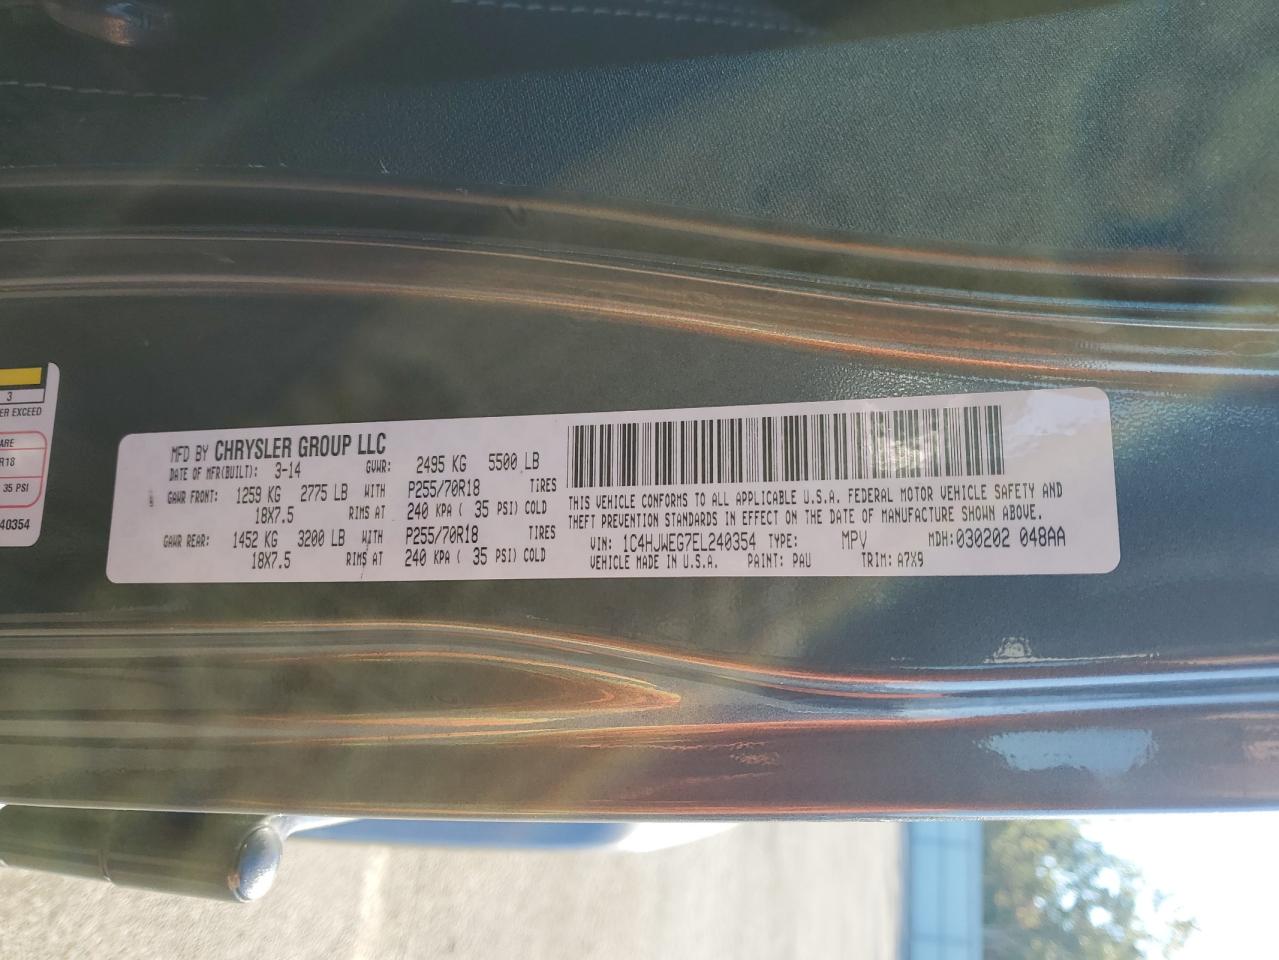 3
ER EXCEED
ARE
R18
35 PSI
40354
MFD BY CHRYSLER GROUP LLC
DATE OF MFR(BUILT): 3-14 GVWR: 2495 KG 5500 LB
GAWR FRONT: 1259 KG 2775 LB WITH P255/70R18 TIRES
18X7.5 RIMS AT 240 KPA ( 35 PSI) COLD
GAWR REAR: 1452 KG 3200 LB WITH P255/70R18 TIRES
18X7.5 RIMS AT 240 KPA ( 35 PSI) COLD
THIS VEHICLE CONFORMS TO ALL APPLICABLE U.S.A. FEDERAL MOTOR VEHICLE SAFETY AND
THEFT PREVENTION STANDARDS IN EFFECT ON THE DATE OF MANUFACTURE SHOWN ABOVE.
VIN: 1C4HJWEG7EL240354 TYPE: MPV MDH: 030202 048AA
VEHICLE MADE IN U.S.A. PAINT: PAU TRIM: A7X9